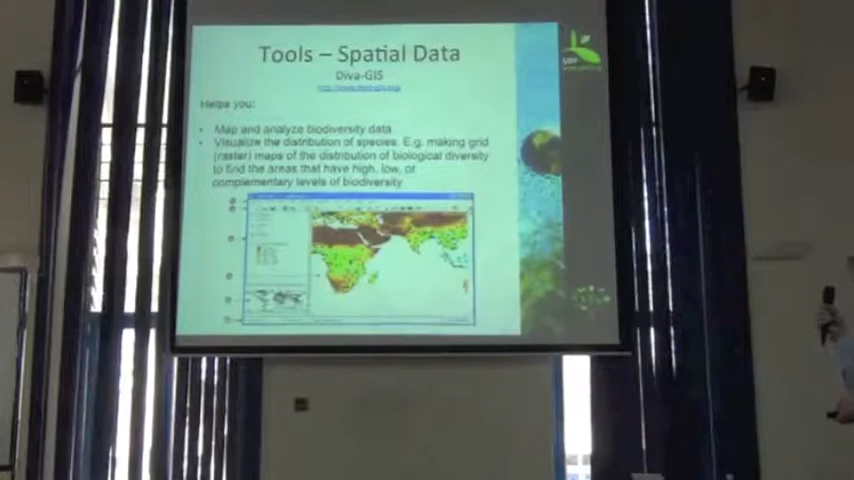 Tools – Spatial Data
Diva-GIS
Helps you:
• Map and analyze biodiversity data
• Visualize the distribution of species. E.g. making grid
(raster) maps of the distribution of biological diversity
to find the areas that have high, low, or
complementary levels of biodiversity